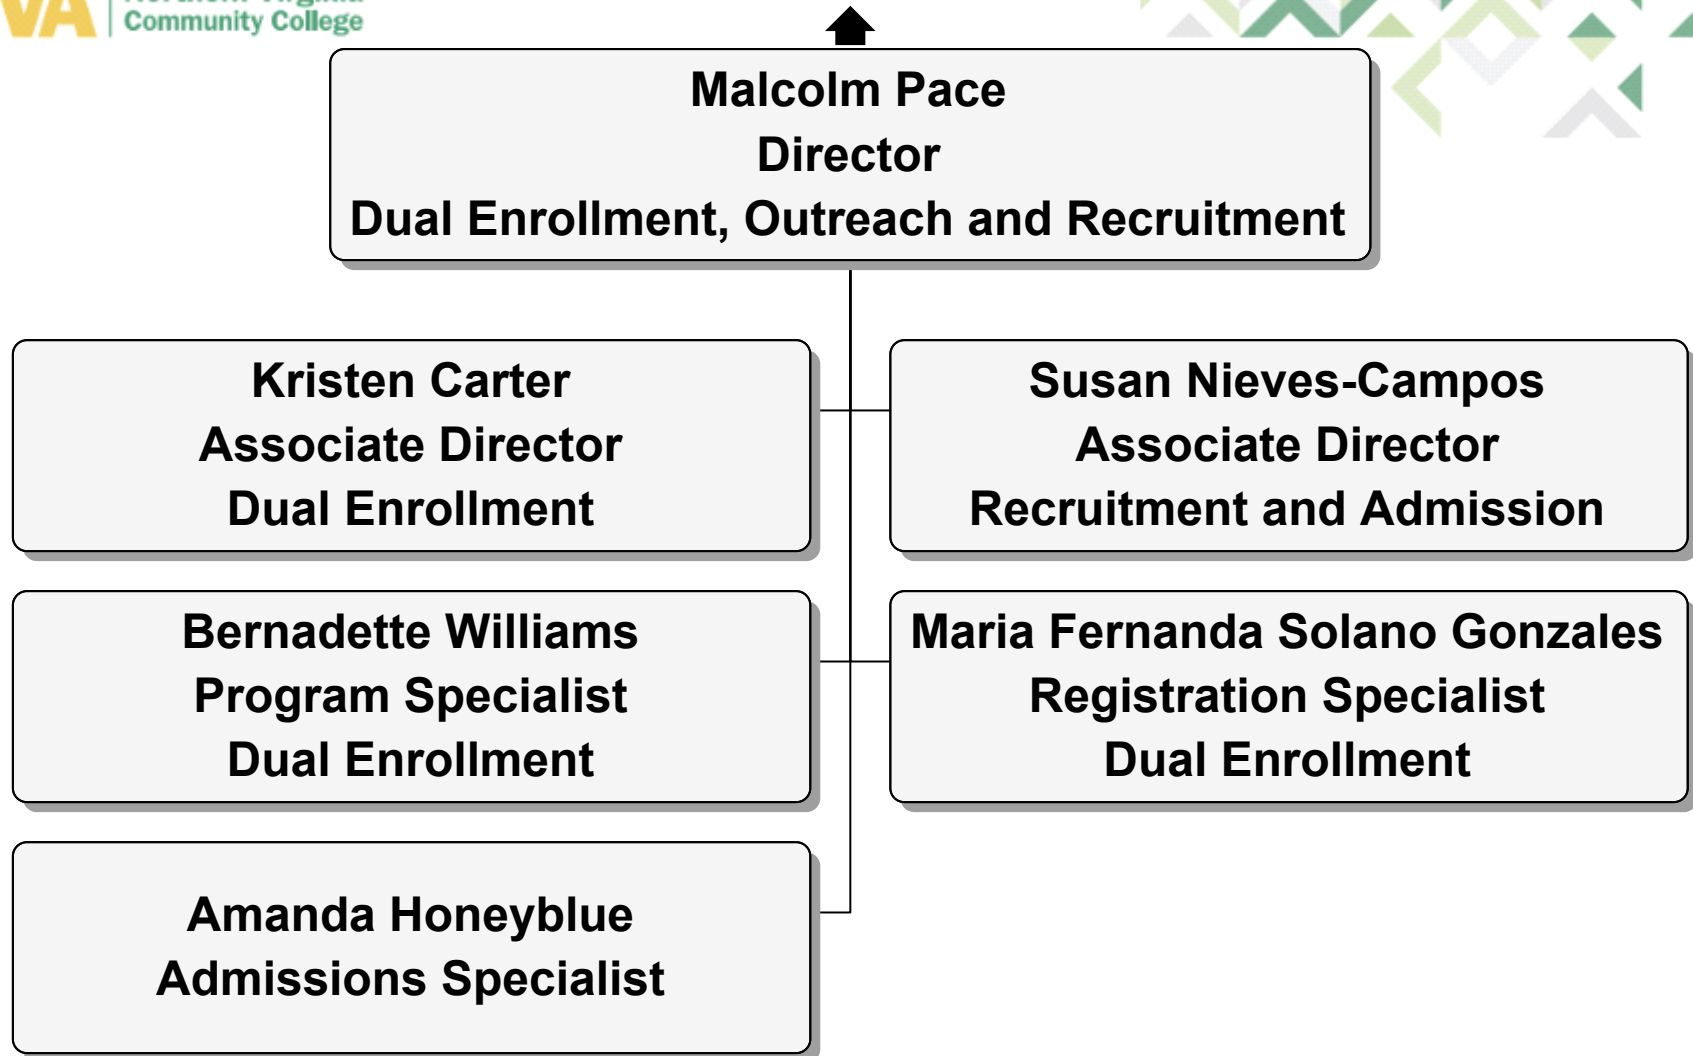 VA
Community College
Malcolm Pace
Director
Dual Enrollment, Outreach and Recruitment
Kristen Carter
Associate Director
Dual Enrollment
Susan Nieves-Campos
Associate Director
Recruitment and Admission
Bernadette Williams
Program Specialist
Dual Enrollment
Maria Fernanda Solano Gonzales
Registration Specialist
Dual Enrollment
Amanda Honeyblue
Admissions Specialist